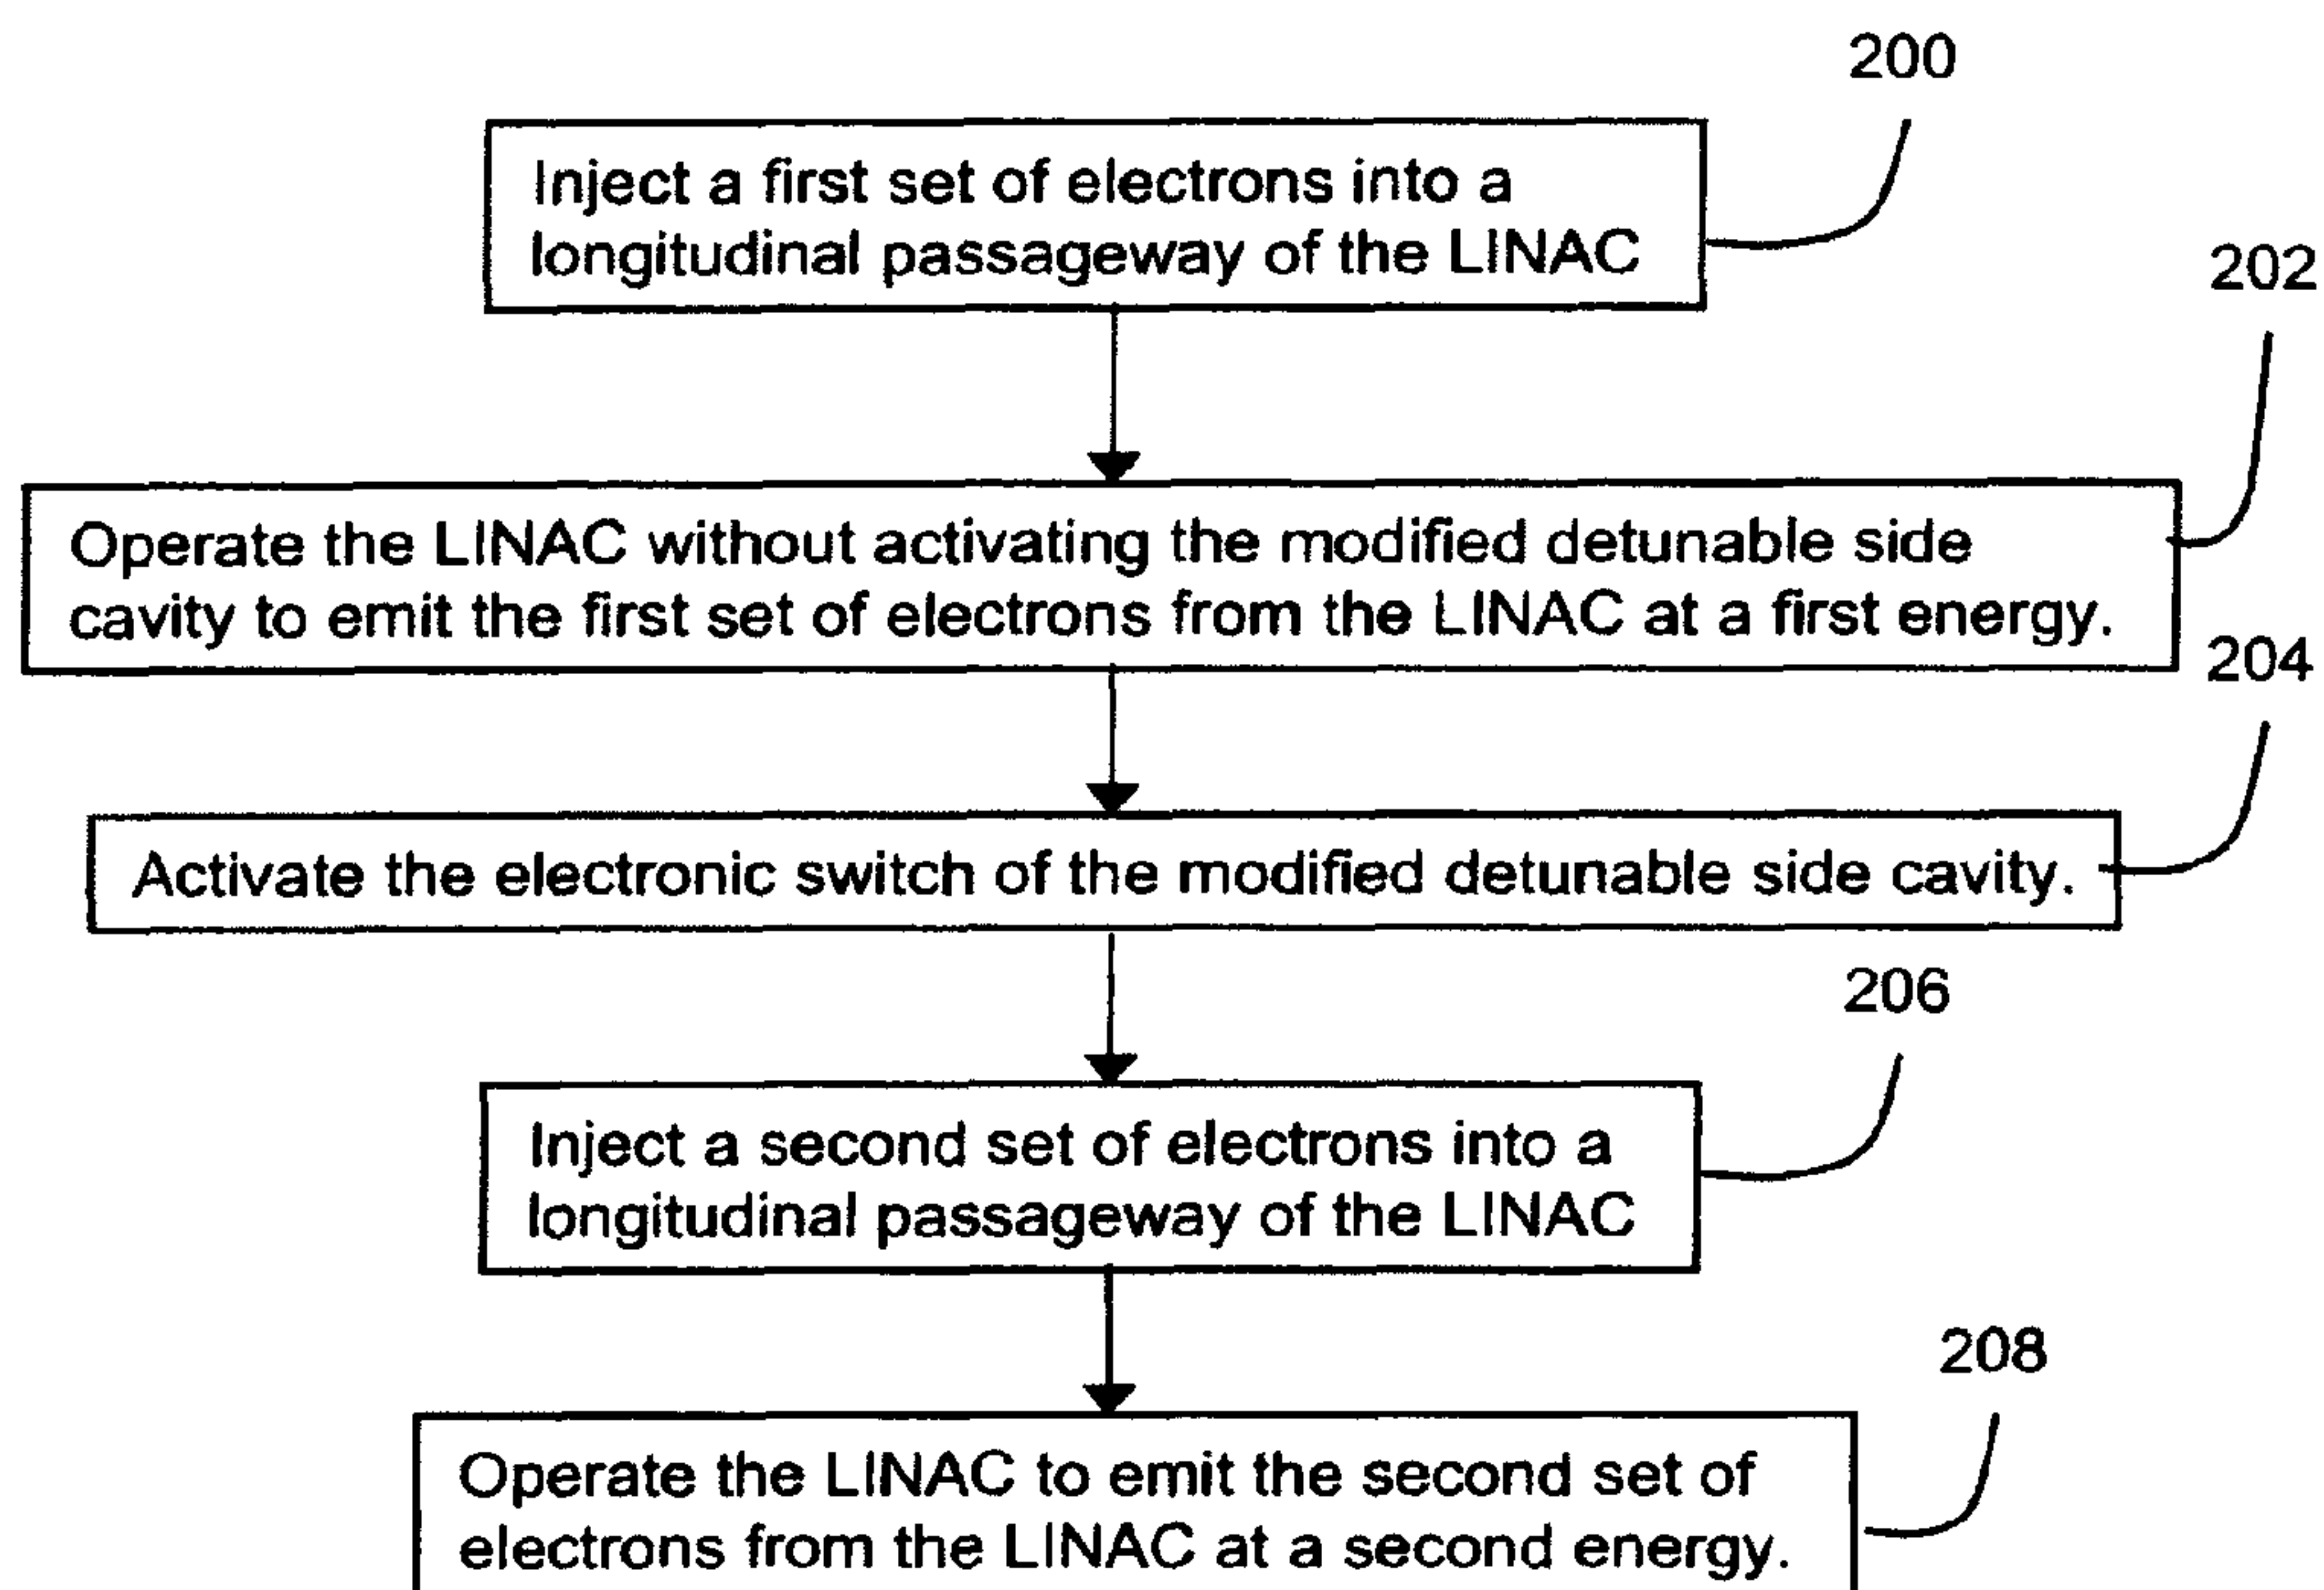 200
Inject a first set of electrons into a
longitudinal passageway of the LINAC
202
Operate the LINAC without activating the modified detunable side
cavity to emit the first set of electrons from the LINAC at a first energy.
204
Activate the electronic switch of the modified detunable side cavity.
206
Inject a second set of electrons into a
longitudinal passageway of the LINAC
208
Operate the LINAC to emit the second set of
electrons from the LINAC at a second energy.